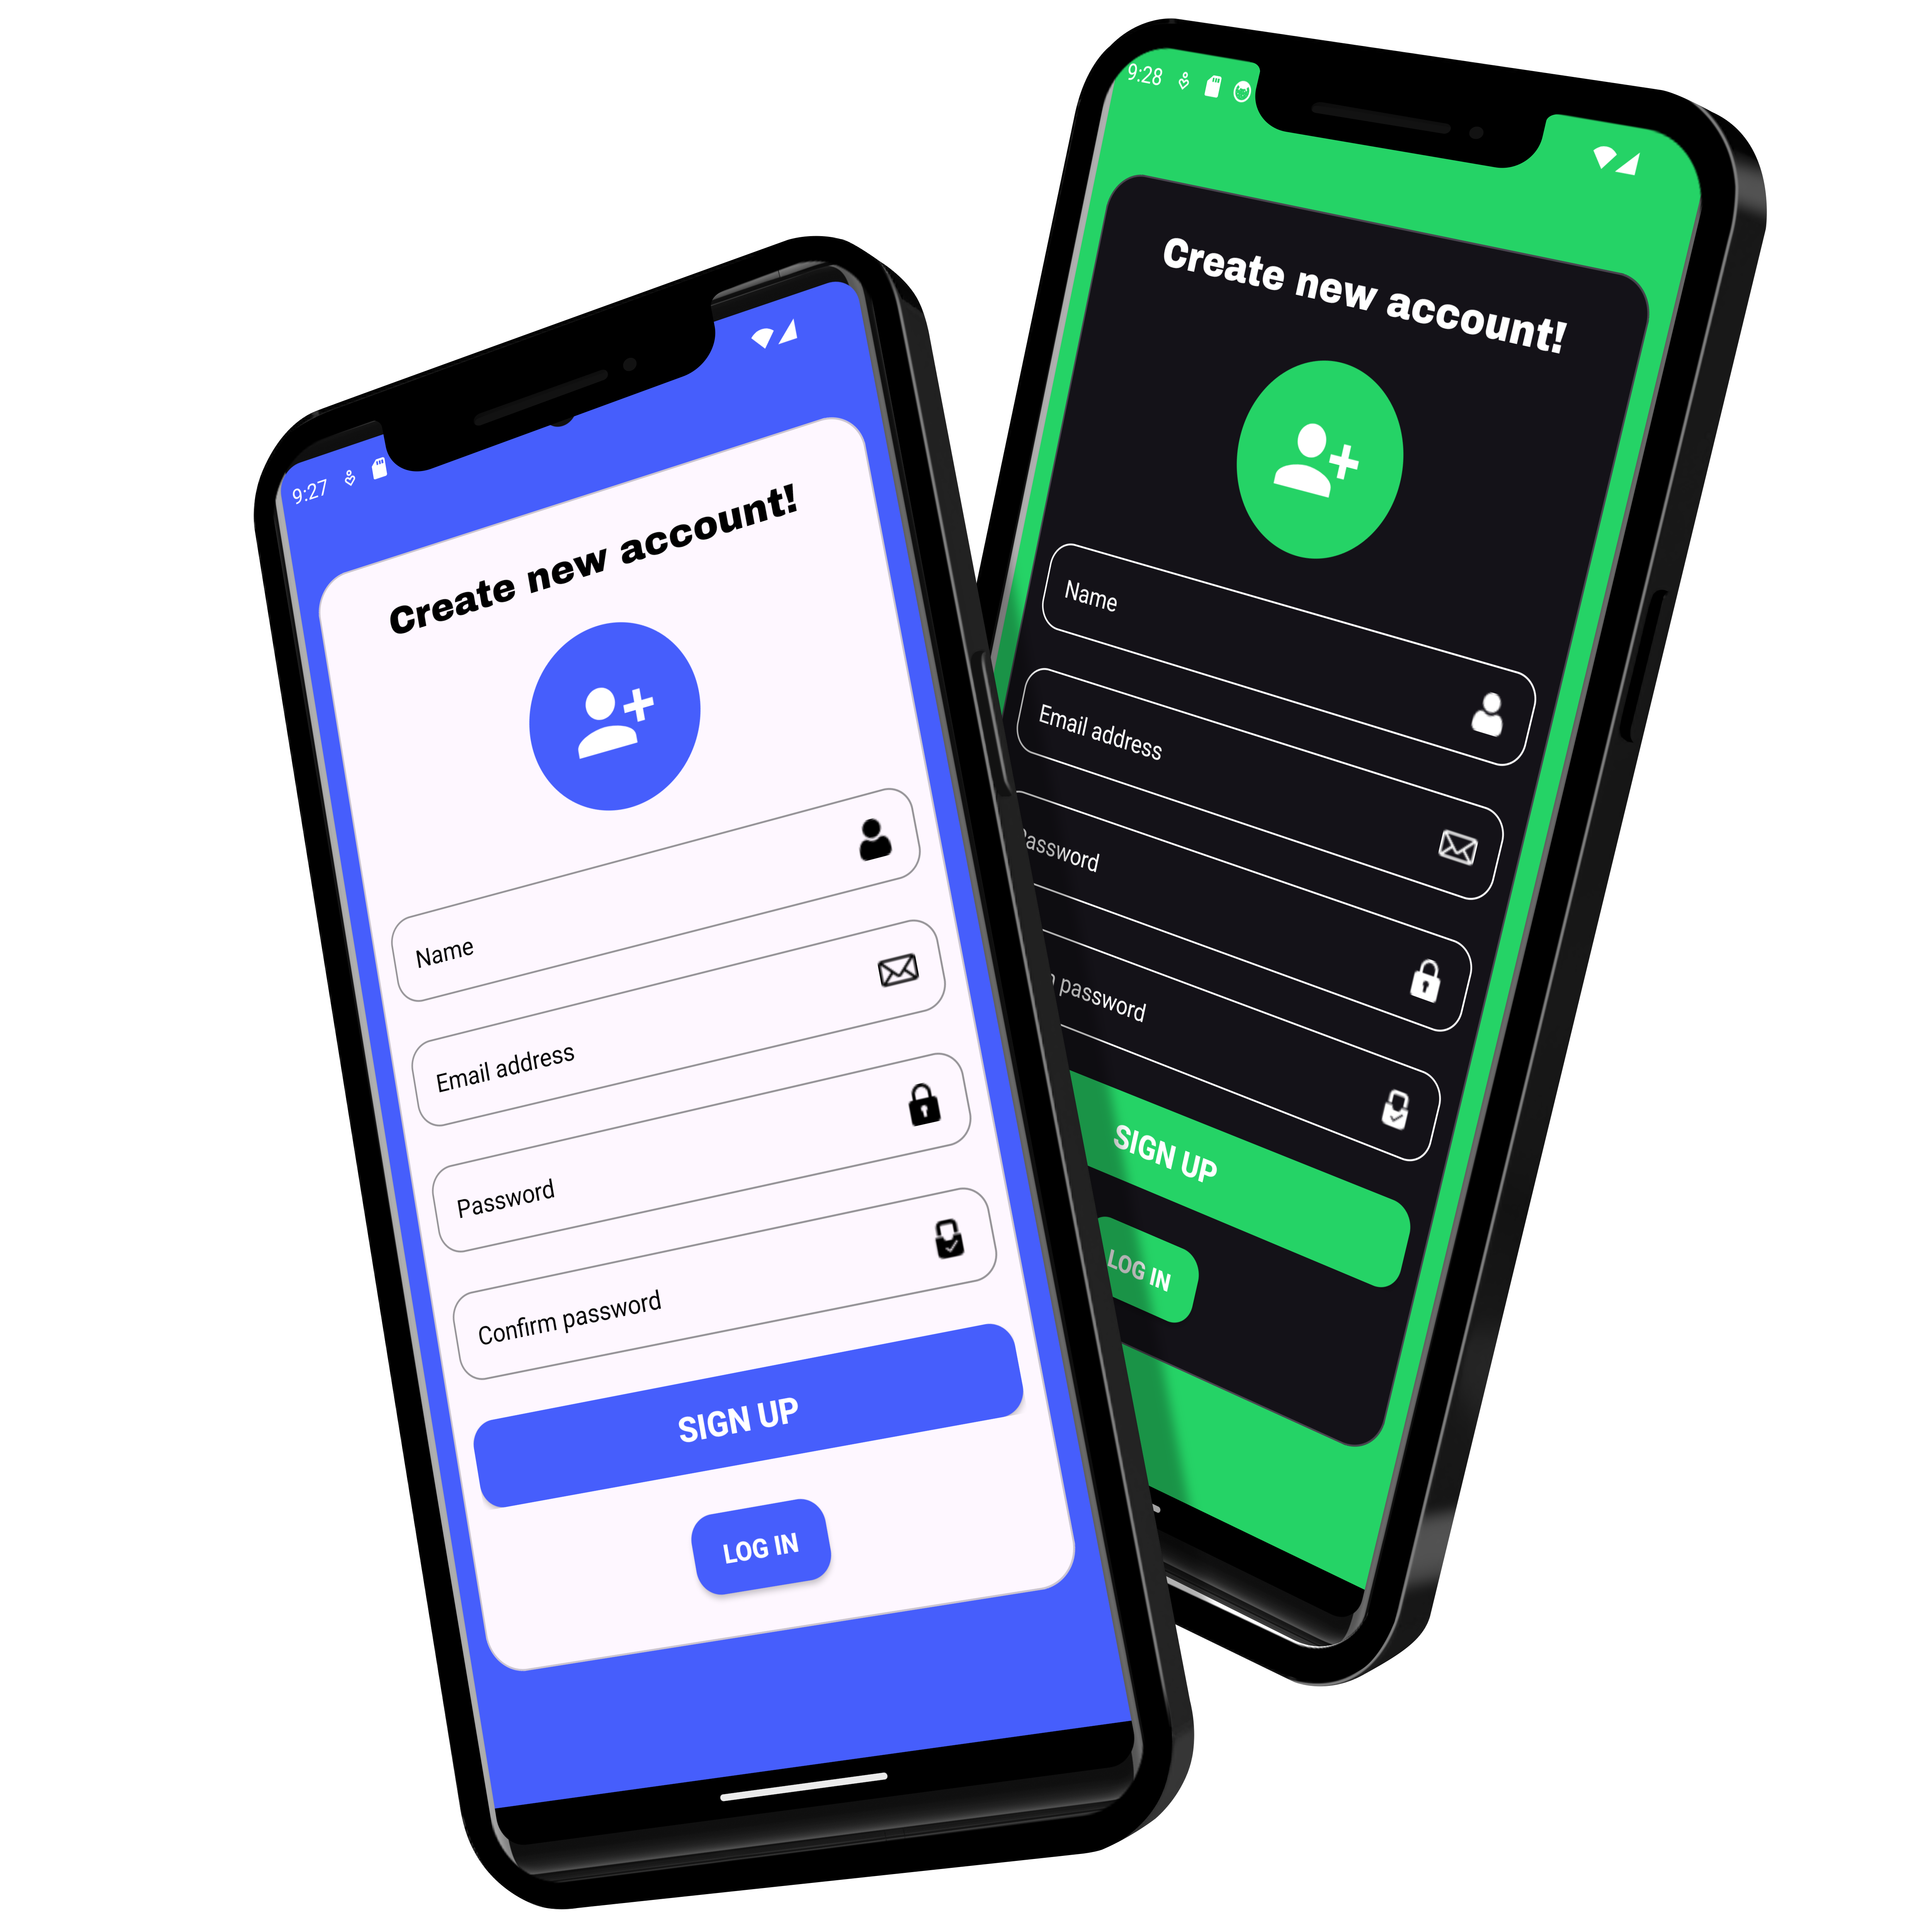 9:27
Create new account!
Name
Email address
Password
Confirm password
SIGN UP
LOG IN
9:28
Create new account!
Name
Email address
assword
password
SIGN UP
LOG IN